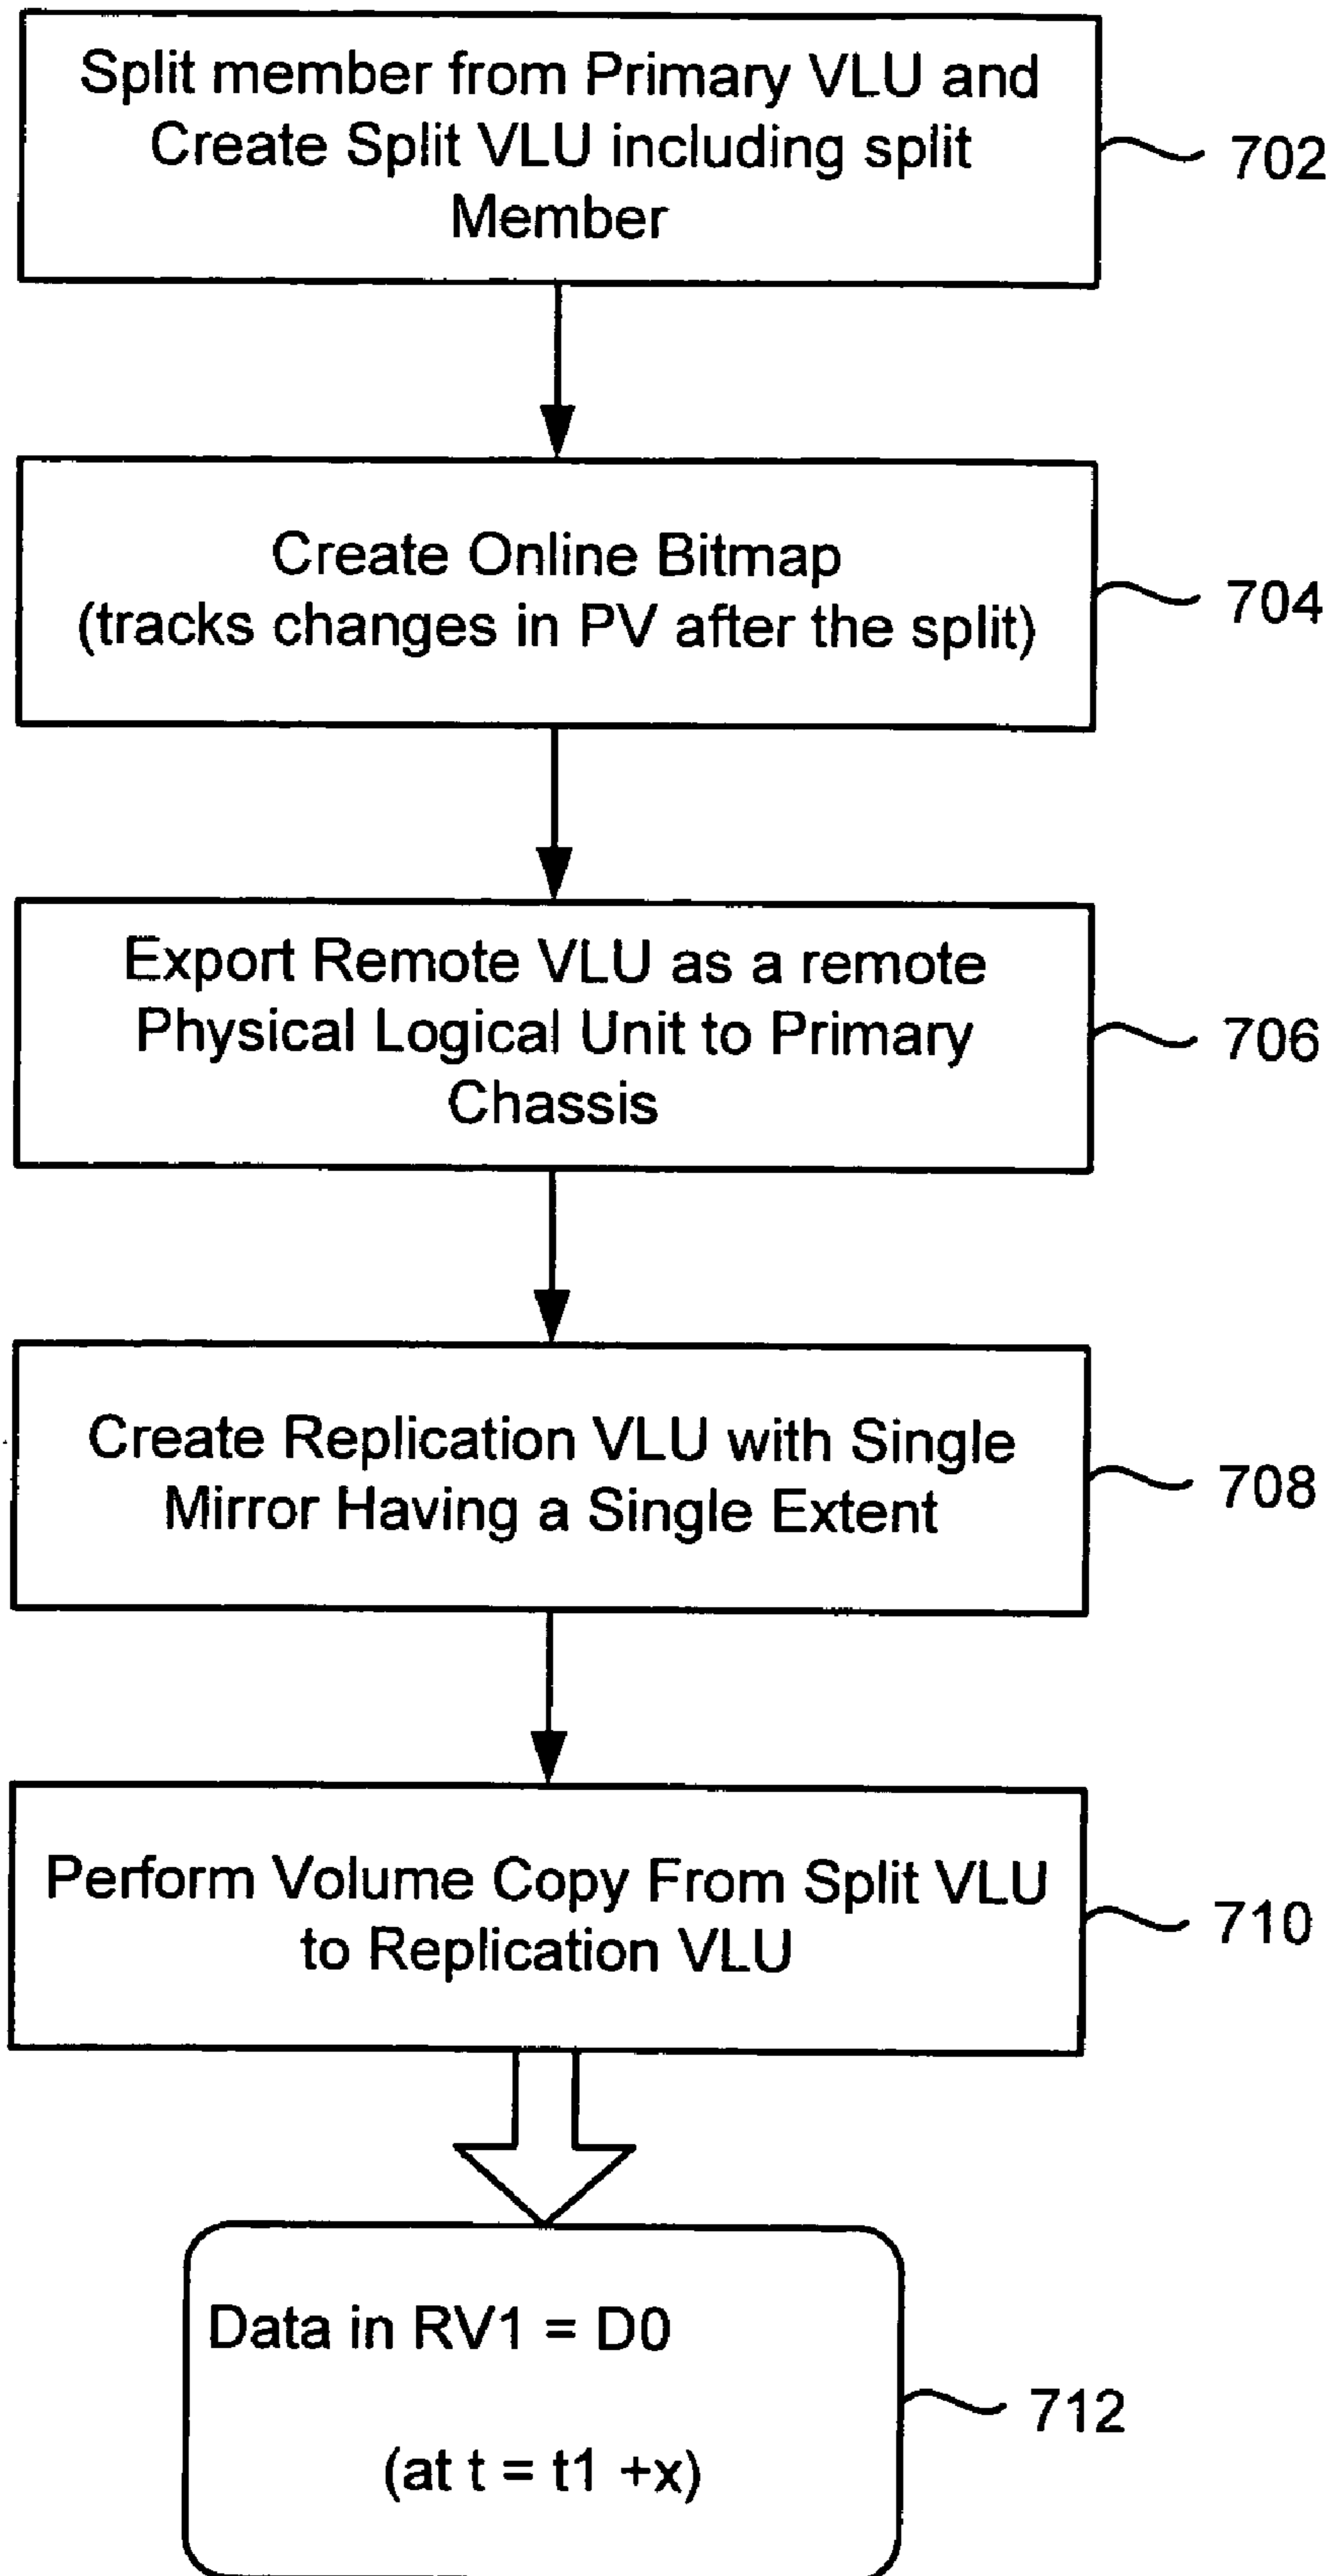 Split member from Primary VLU and
Create Split VLU including split
Member
702
Create Online Bitmap
(tracks changes in PV after the split)
704
Export Remote VLU as a remote
Physical Logical Unit to Primary
Chassis
706
Create Replication VLU with Single
Mirror Having a Single Extent
708
Perform Volume Copy From Split VLU
to Replication VLU
710
Data in RV1 = D0
(at t = t1 +x)
712